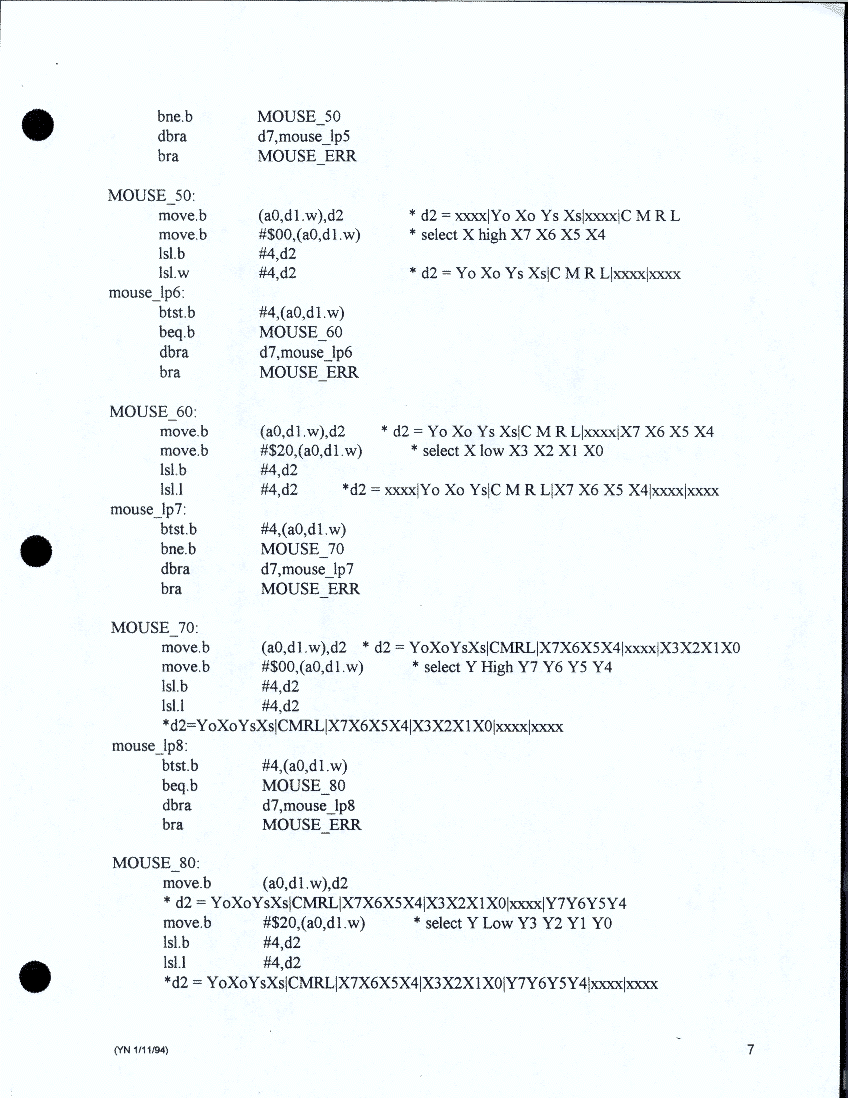 bne.b MOUSE_50
dbra d7,mouse_lp5
bra MOUSE_ERR
MOUSE_50:
move.b (a0,d1.w),d2 * d2 = xxxx|Yo Xo Ys Xs|xxxx|C M R L
move.b #$00,(a0,d1.w) * select X high X7 X6 X5 X4
lsl.b #4,d2
lsl.w #4,d2 * d2 = Yo Xo Ys Xs|C M R L|xxxx|xxxx
mouse_lp6:
btst.b #4,(a0,d1.w)
beq.b MOUSE_60
dbra d7,mouse_lp6
bra MOUSE_ERR
MOUSE_60:
move.b (a0,d1.w),d2 * d2 = Yo Xo Ys Xs|C M R L|xxxx|X7 X6 X5 X4
move.b #$20,(a0,d1.w) * select X low X3 X2 X1 X0
lsl.b #4,d2
lsl.l #4,d2 *d2 = xxxx|Yo Xo Ys|C M R L|X7 X6 X5 X4|xxxx|xxxx
mouse_lp7:
btst.b #4,(a0,d1.w)
bne.b MOUSE_70
dbra d7,mouse_lp7
bra MOUSE_ERR
MOUSE_70:
move.b (a0,d1.w),d2 * d2 = YoXoYsXs|CMRL|X7X6X5X4|xxxx|X3X2X1X0
move.b #$00,(a0,d1.w) * select Y High Y7 Y6 Y5 Y4
lsl.b #4,d2
lsl.l #4,d2
*d2=YoXoYsXs|CMRL|X7X6X5X4|X3X2X1X0|xxxx|xxxx
mouse_lp8:
btst.b #4,(a0,d1.w)
beq.b MOUSE_80
dbra d7,mouse_lp8
bra MOUSE_ERR
MOUSE_80:
move.b (a0,d1.w),d2
* d2 = YoXoYsXs|CMRL|X7X6X5X4|X3X2X1X0|xxxx|Y7Y6Y5Y4
move.b #$20,(a0,d1.w) * select Y Low Y3 Y2 Y1 Y0
lsl.b #4,d2
lsl.l #4,d2
*d2 = YoXoYsXs|CMRL|X7X6X5X4|X3X2X1X0|Y7Y6Y5Y4|xxxx|xxxx
(YN 1/11/94) 7